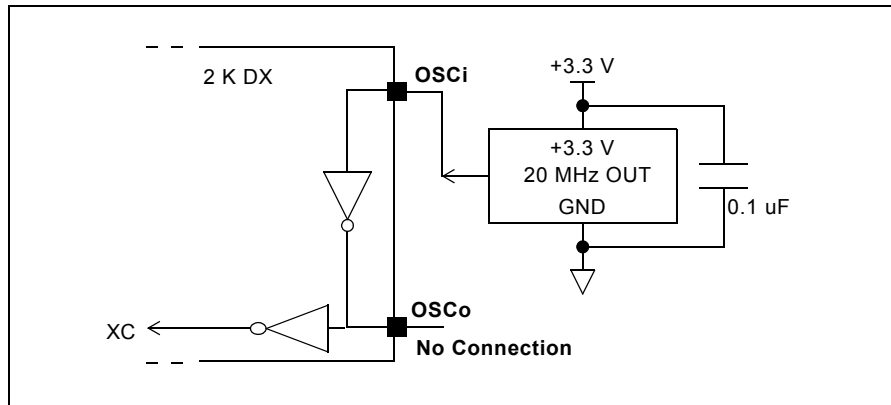 2 K DX
OSCi
+3.3 V
+3.3 V
20 MHz OUT
GND
0.1 uF
OSCo
XC
No Connection